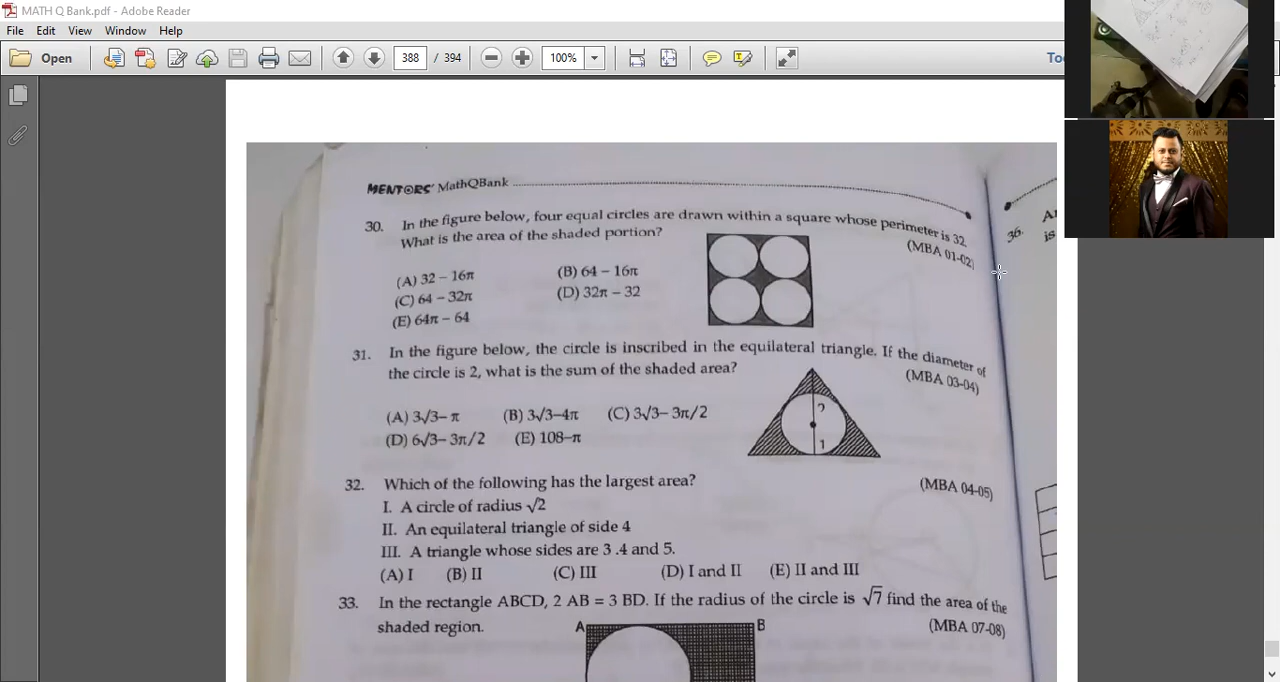 MATH Q Bank.pdf - Adobe Reader
File Edit View Window Help
Open 388 / 394 100%
MENTORS' MathQBank
30. In the figure below, four equal circles are drawn within a square whose perimeter is 32.
What is the area of the shaded portion? (MBA 01-02)
(A) 32 – 16π (B) 64 – 16π
(C) 64 – 32π (D) 32π – 32
(E) 64π – 64
31. In the figure below, the circle is inscribed in the equilateral triangle. If the diameter of
the circle is 2, what is the sum of the shaded area? (MBA 03-04)
(A) 3√3– π (B) 3√3–4π (C) 3√3– 3π/2
(D) 6√3– 3π/2 (E) 108–π
2
1
32. Which of the following has the largest area? (MBA 04-05)
I. A circle of radius √2
II. An equilateral triangle of side 4
III. A triangle whose sides are 3 .4 and 5.
(A) I (B) II (C) III (D) I and II (E) II and III
33. In the rectangle ABCD, 2 AB = 3 BD. If the radius of the circle is √7 find the area of the
shaded region. (MBA 07-08)
A B
36.
is